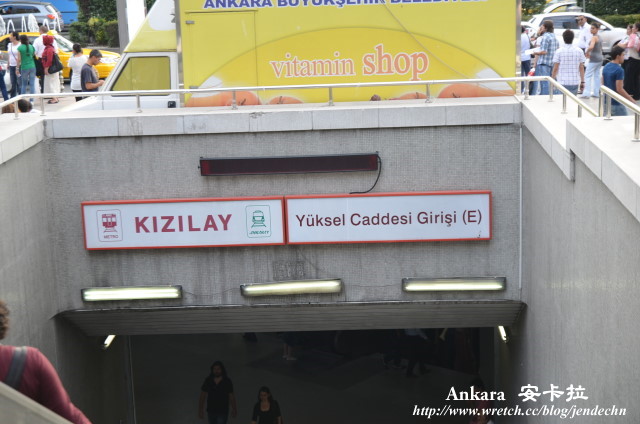 ANKARA BÜYÜKŞEHİR BELEDİYESİ
vitamin shop
METRO
KIZILAY
ANKARAY
Yüksel Caddesi Girişi (E)
Ankara 安卡拉
http://www.wretch.cc/blog/jendechn